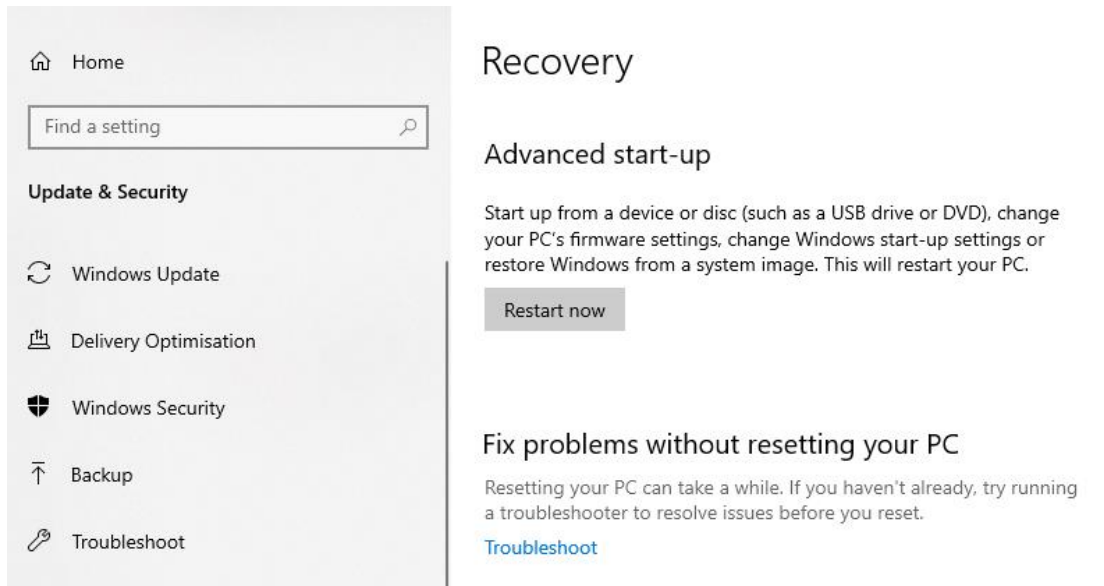 Home
Find a setting
Update & Security
Windows Update
Delivery Optimisation
Windows Security
Backup
Troubleshoot
Recovery
Advanced start-up
Start up from a device or disc (such as a USB drive or DVD), change
your PC's firmware settings, change Windows start-up settings or
restore Windows from a system image. This will restart your PC.
Restart now
Fix problems without resetting your PC
Resetting your PC can take a while. If you haven't already, try running
a troubleshooter to resolve issues before you reset.
Troubleshoot